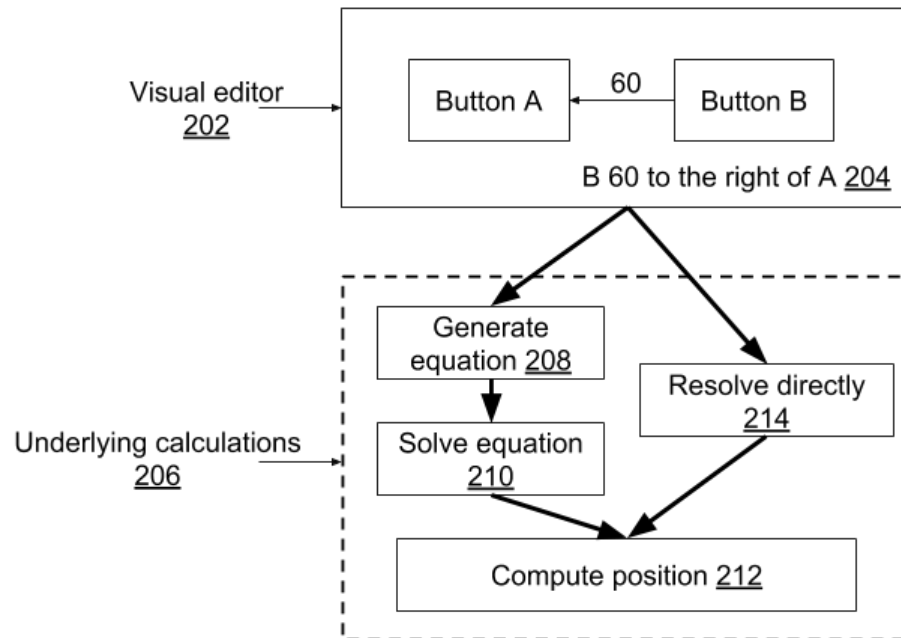 60
Button A
Button B
Visual editor
202
B 60 to the right of A 204
Generate
equation 208
Resolve directly
214
Underlying calculations
206
Solve equation
210
Compute position 212